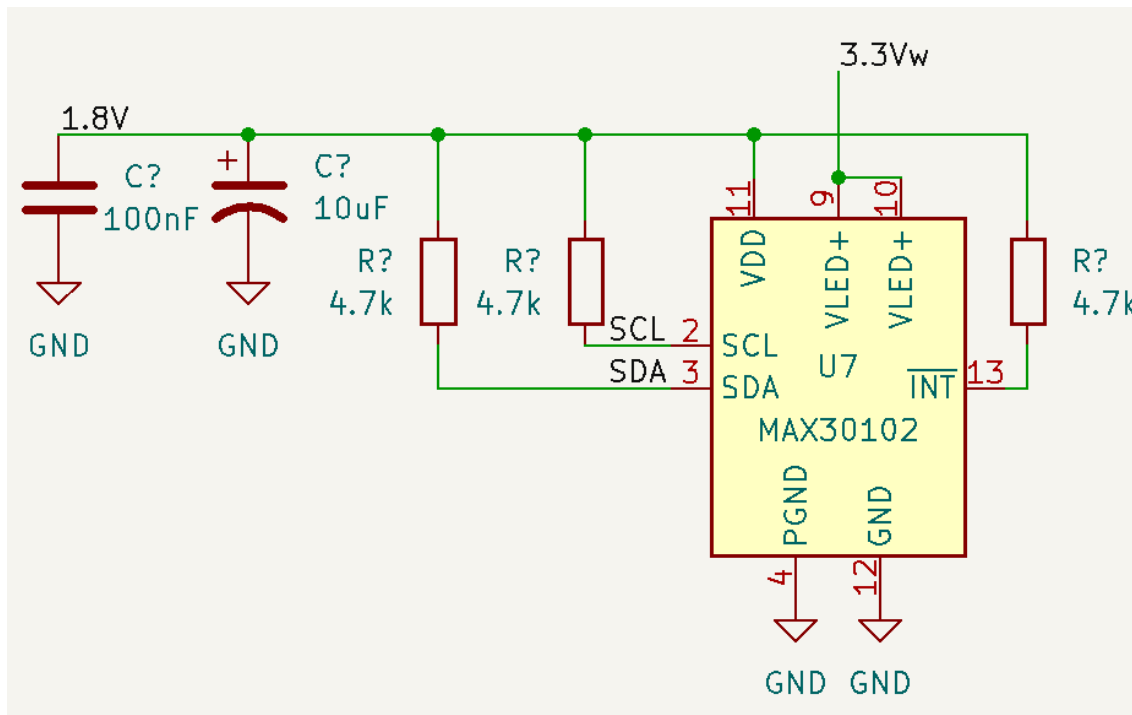 3.3Vw
1.8V
C?
100nF
C?
10uF
R?
4.7k
R?
4.7k
R?
4.7k
11
9
10
VDD
VLED+
VLED+
SCL
2
SCL
SDA
3
SDA
U7
INT
13
MAX30102
PGND
GND
4
12
GND
GND
GND
GND